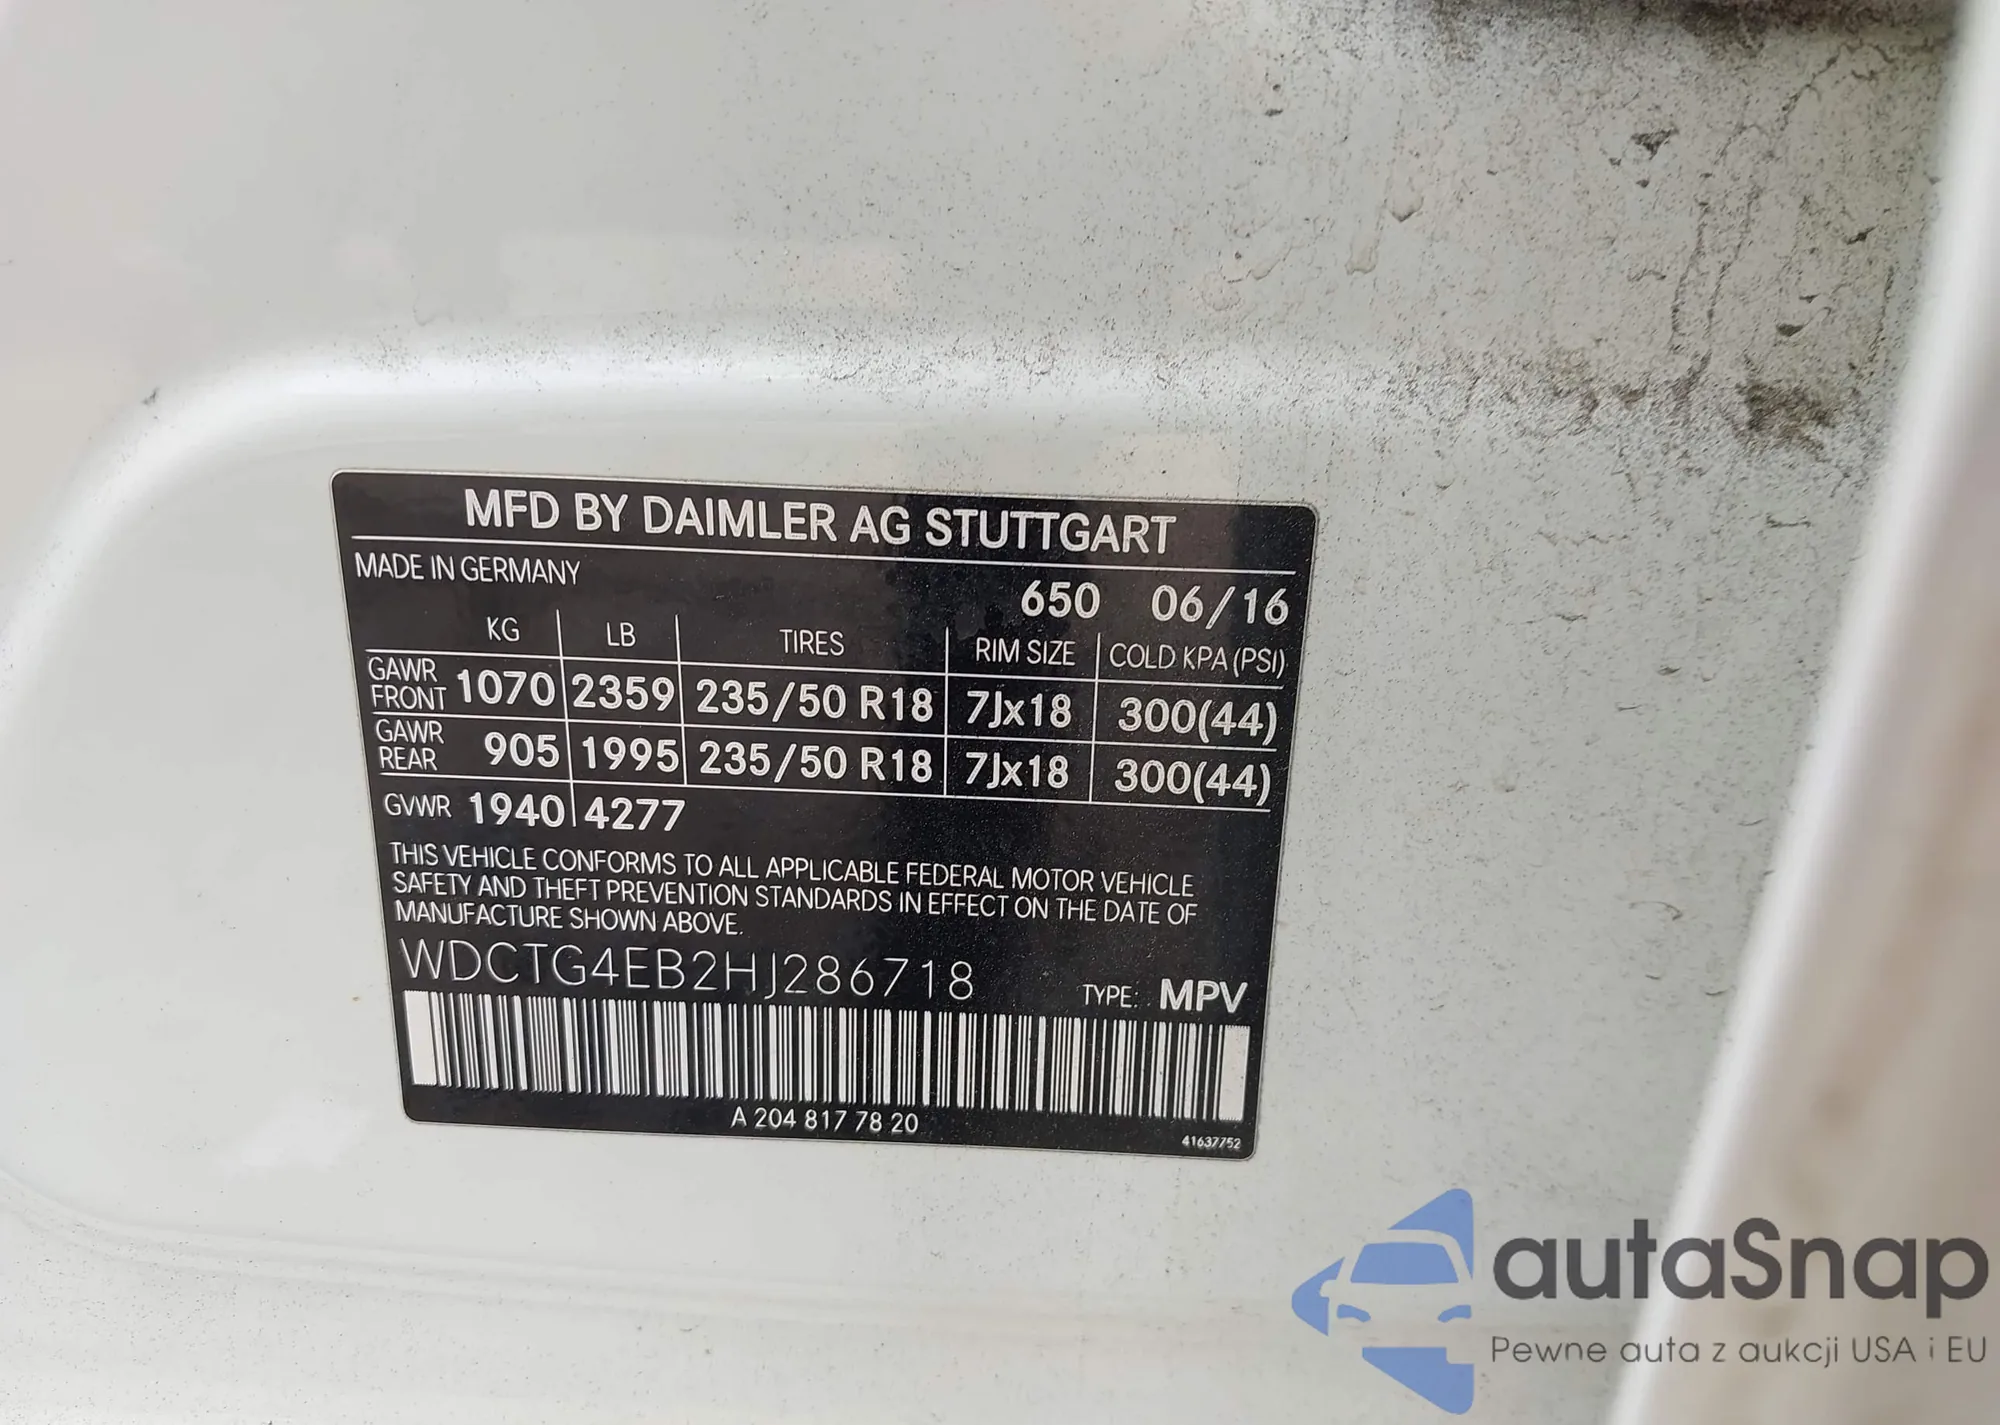 MFD BY DAIMLER AG STUTTGART
MADE IN GERMANY
650 06/16
KG LB TIRES RIM SIZE COLD KPA (PSI)
GAWR FRONT 1070 2359 235/50 R18 7Jx18 300(44)
GAWR REAR 905 1995 235/50 R18 7Jx18 300(44)
GVWR 1940 4277
THIS VEHICLE CONFORMS TO ALL APPLICABLE FEDERAL MOTOR VEHICLE
SAFETY AND THEFT PREVENTION STANDARDS IN EFFECT ON THE DATE OF
MANUFACTURE SHOWN ABOVE.
WDCTG4EB2HJ286718
TYPE: MPV
A 204 817 78 20
41637752
autaSnap
Pewne auta z aukcji USA i EU